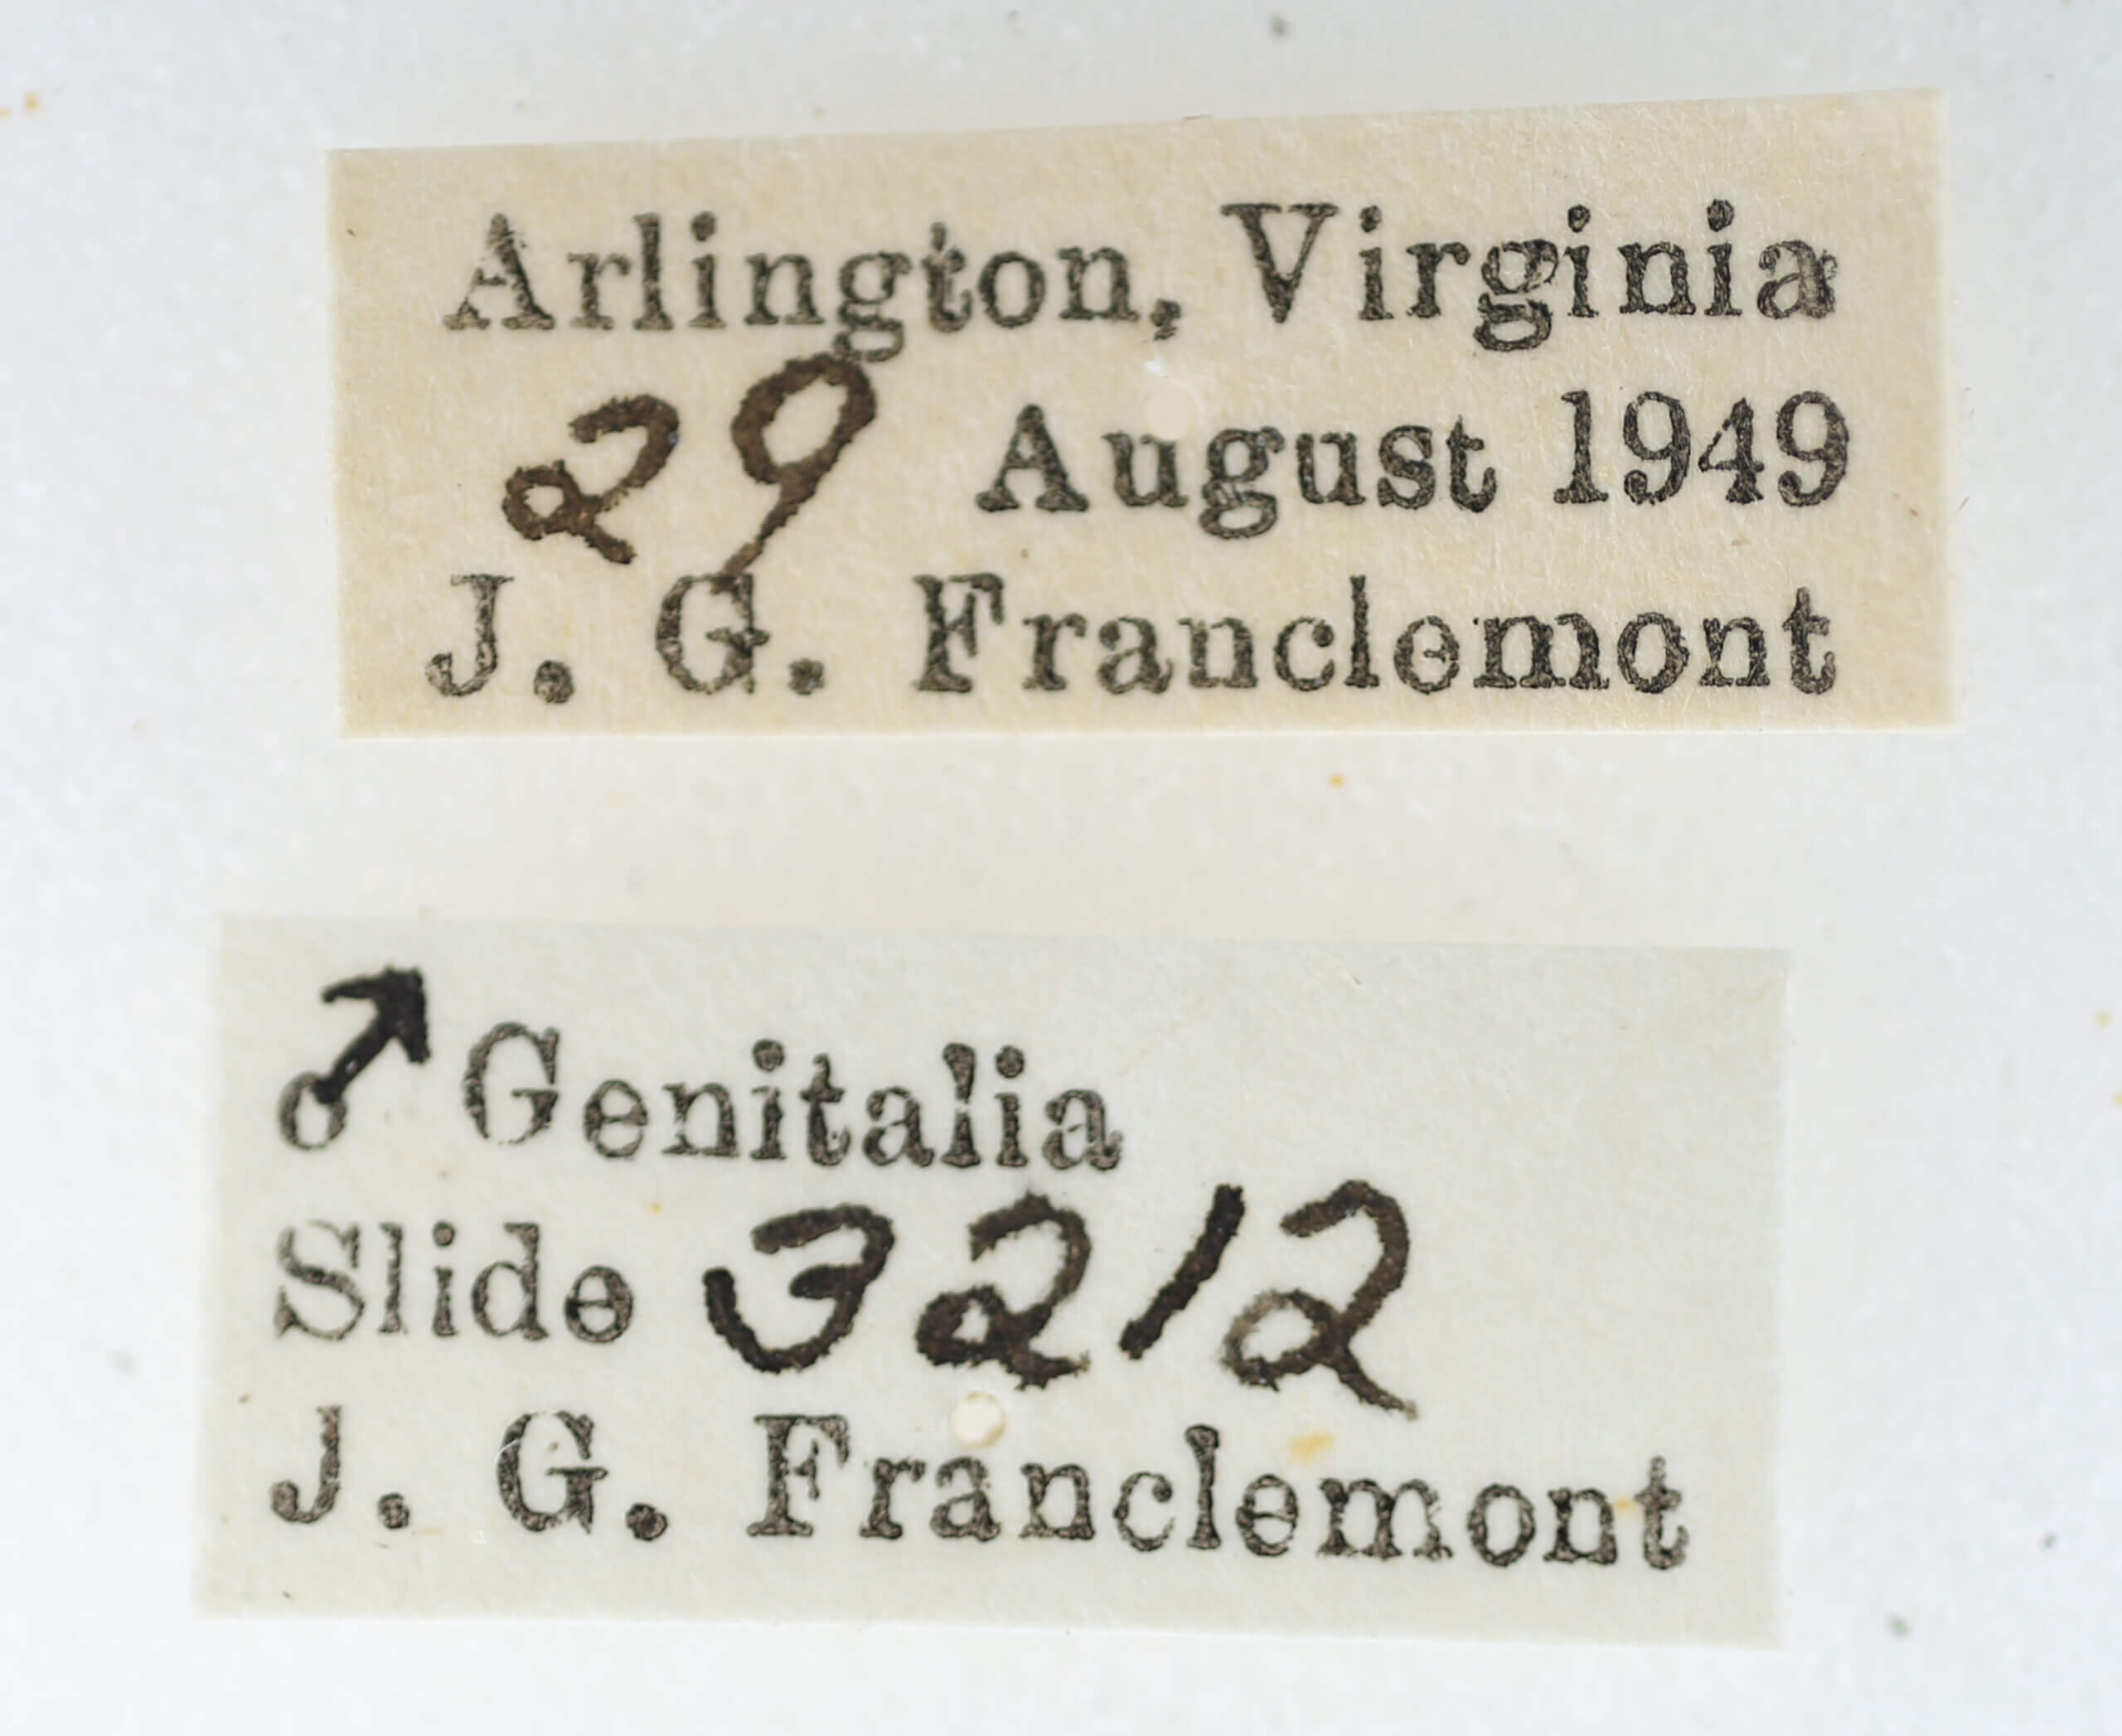 Arlington, Virginia
29 August 1949
J. G. Franclemont
♂ Genitalia
Slide 3212
J. G. Franclemont